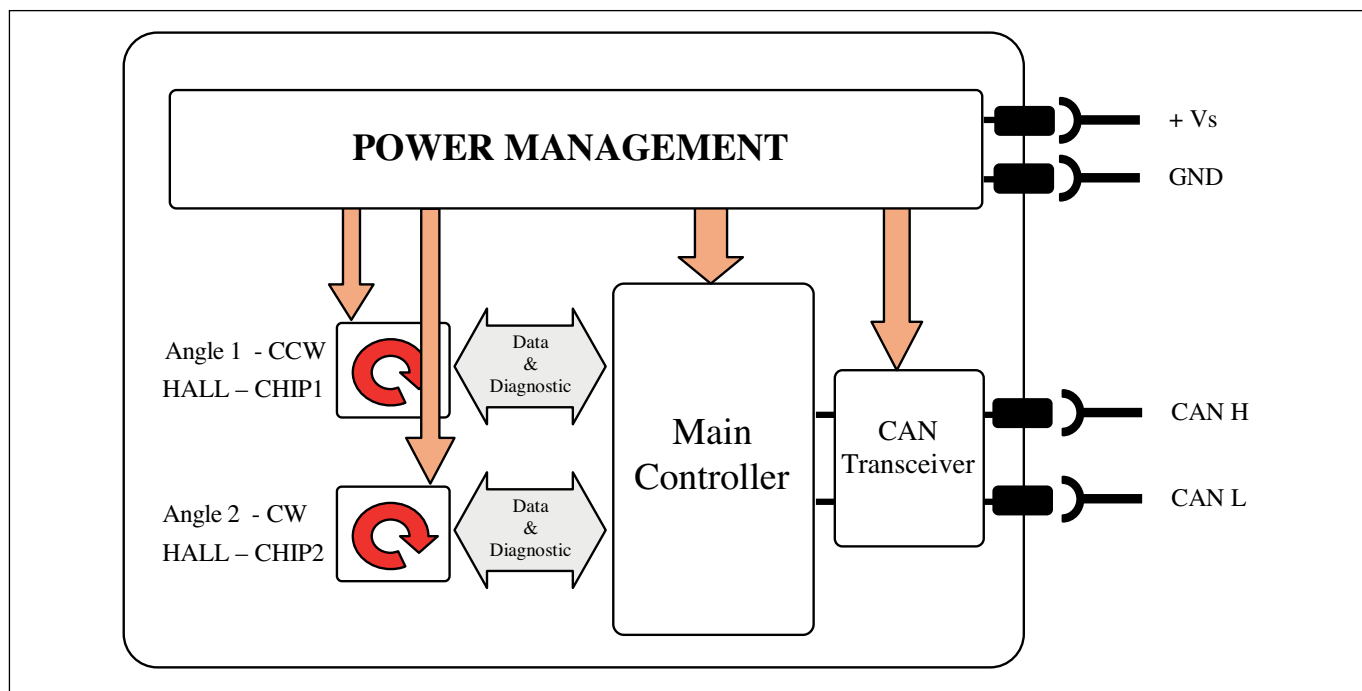 POWER MANAGEMENT
+ Vs
GND
Angle 1 - CCW
HALL – CHIP1
Data
&
Diagnostic
Main
Controller
CAN
Transceiver
CAN H
CAN L
Angle 2 - CW
HALL – CHIP2
Data
&
Diagnostic